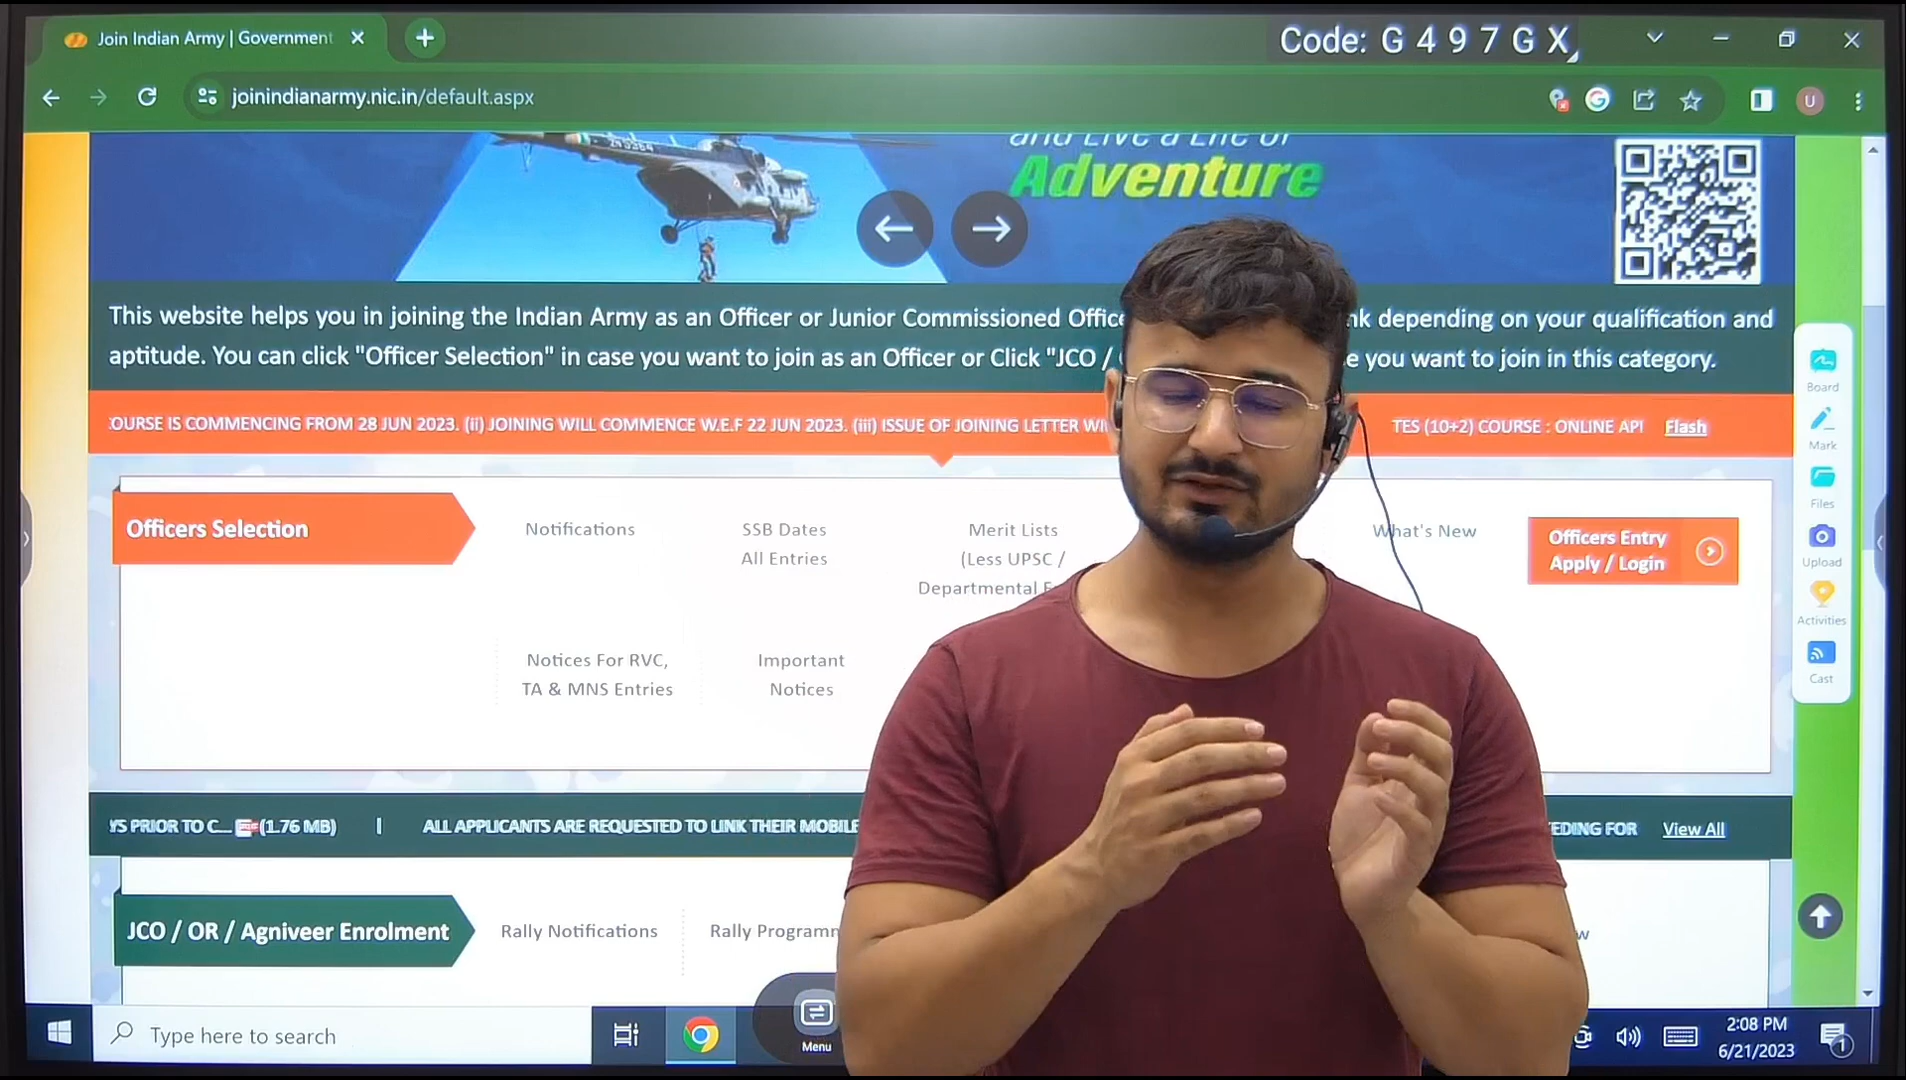 Join Indian Army | Government
Code: G 4 9 7 G X
joinindianarmy.nic.in/default.aspx
and Live a Life of
Adventure
This website helps you in joining the Indian Army as an Officer or Junior Commissioned Office nk depending on your qualification and
aptitude. You can click "Officer Selection" in case you want to join as an Officer or Click "JCO / e you want to join in this category.
OURSE IS COMMENCING FROM 28 JUN 2023. (ii) JOINING WILL COMMENCE W.E.F 22 JUN 2023. (iii) ISSUE OF JOINING LETTER TES (10+2) COURSE : ONLINE Flash
Officers Selection
Notifications
SSB Dates
All Entries
Merit Lists
(Less UPSC /
Departmental
What's New
Officers Entry
Apply / Login
Notices For RVC,
TA & MNS Entries
Important
Notices
YS PRIOR TO C... (1.76 MB) | ALL APPLICANTS ARE REQUESTED TO LINK THEIR MOBILE EDING FOR View All
JCO / OR / Agniveer Enrolment
Rally Notifications
Rally Programm
w
Board
Mark
Files
Upload
Activities
Cast
Type here to search
Menu
2:08 PM
6/21/2023
1
U